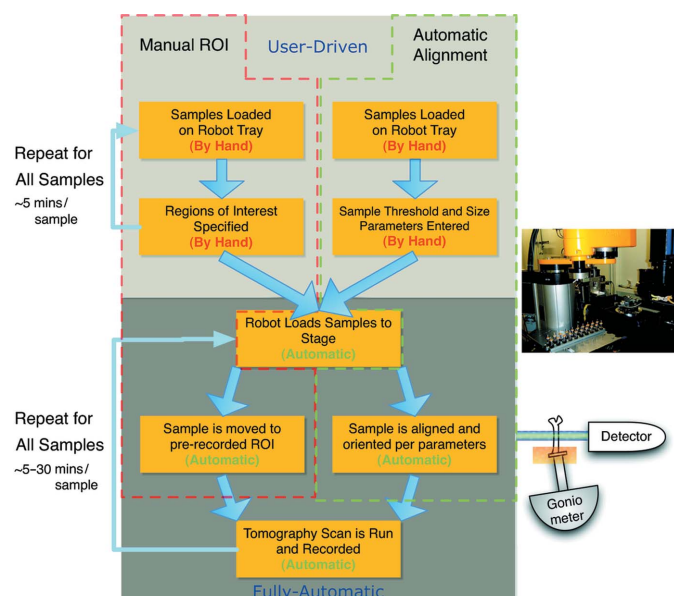 Manual ROI
User-Driven
Automatic
Alignment
Samples Loaded
on Robot Tray
(By Hand)
Samples Loaded
on Robot Tray
(By Hand)
Repeat for
All Samples
~5 mins/
sample
Regions of Interest
Specified
(By Hand)
Sample Threshold and Size
Parameters Entered
(By Hand)
Robot Loads Samples to
Stage
(Automatic)
Repeat for
All Samples
~5–30 mins/
sample
Sample is moved to
pre-recorded ROI
(Automatic)
Sample is aligned and
oriented per parameters
(Automatic)
Detector
Gonio
meter
Tomography Scan is Run
and Recorded
(Automatic)
Fully-Automatic